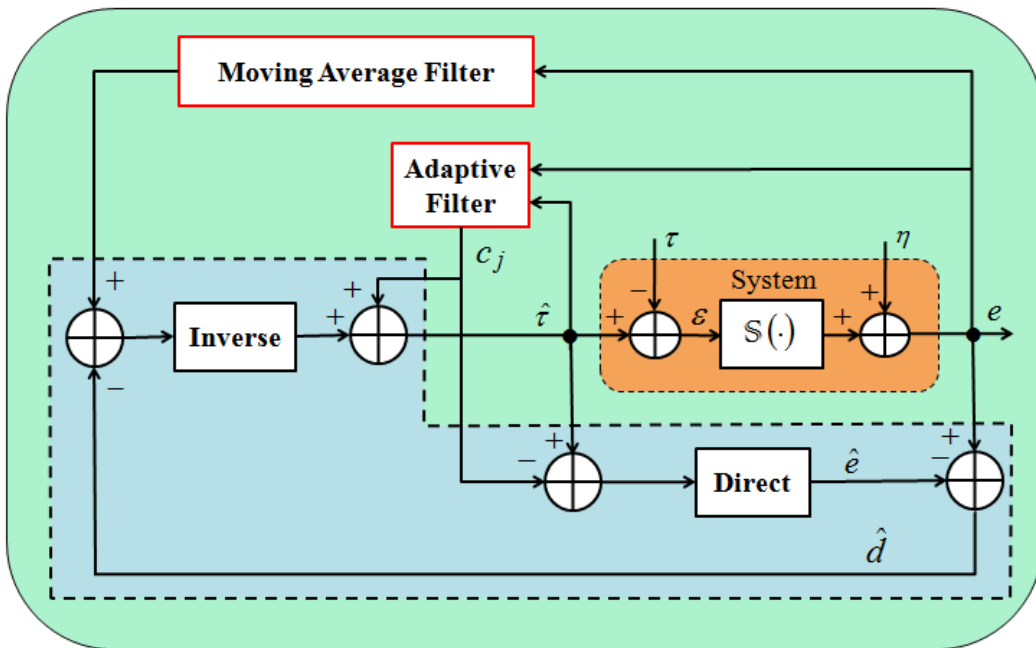 Moving Average Filter
Adaptive
Filter
c_j
τ
η
System
+
+
−
+
+
Inverse
+
τ̂
+
ε
𝕊(·)
+
e
−
+
−
+
−
Direct
ê
d̂